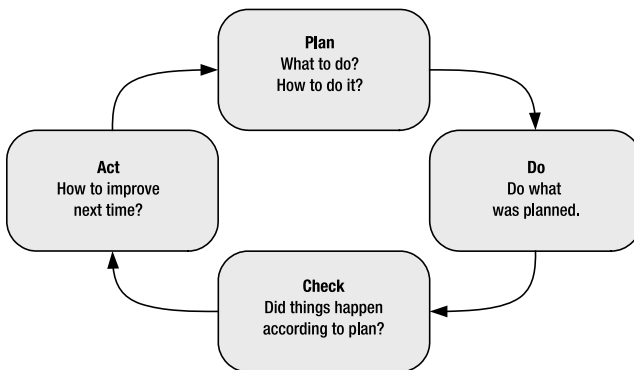 Plan
What to do?
How to do it?
Do
Do what
was planned.
Check
Did things happen
according to plan?
Act
How to improve
next time?